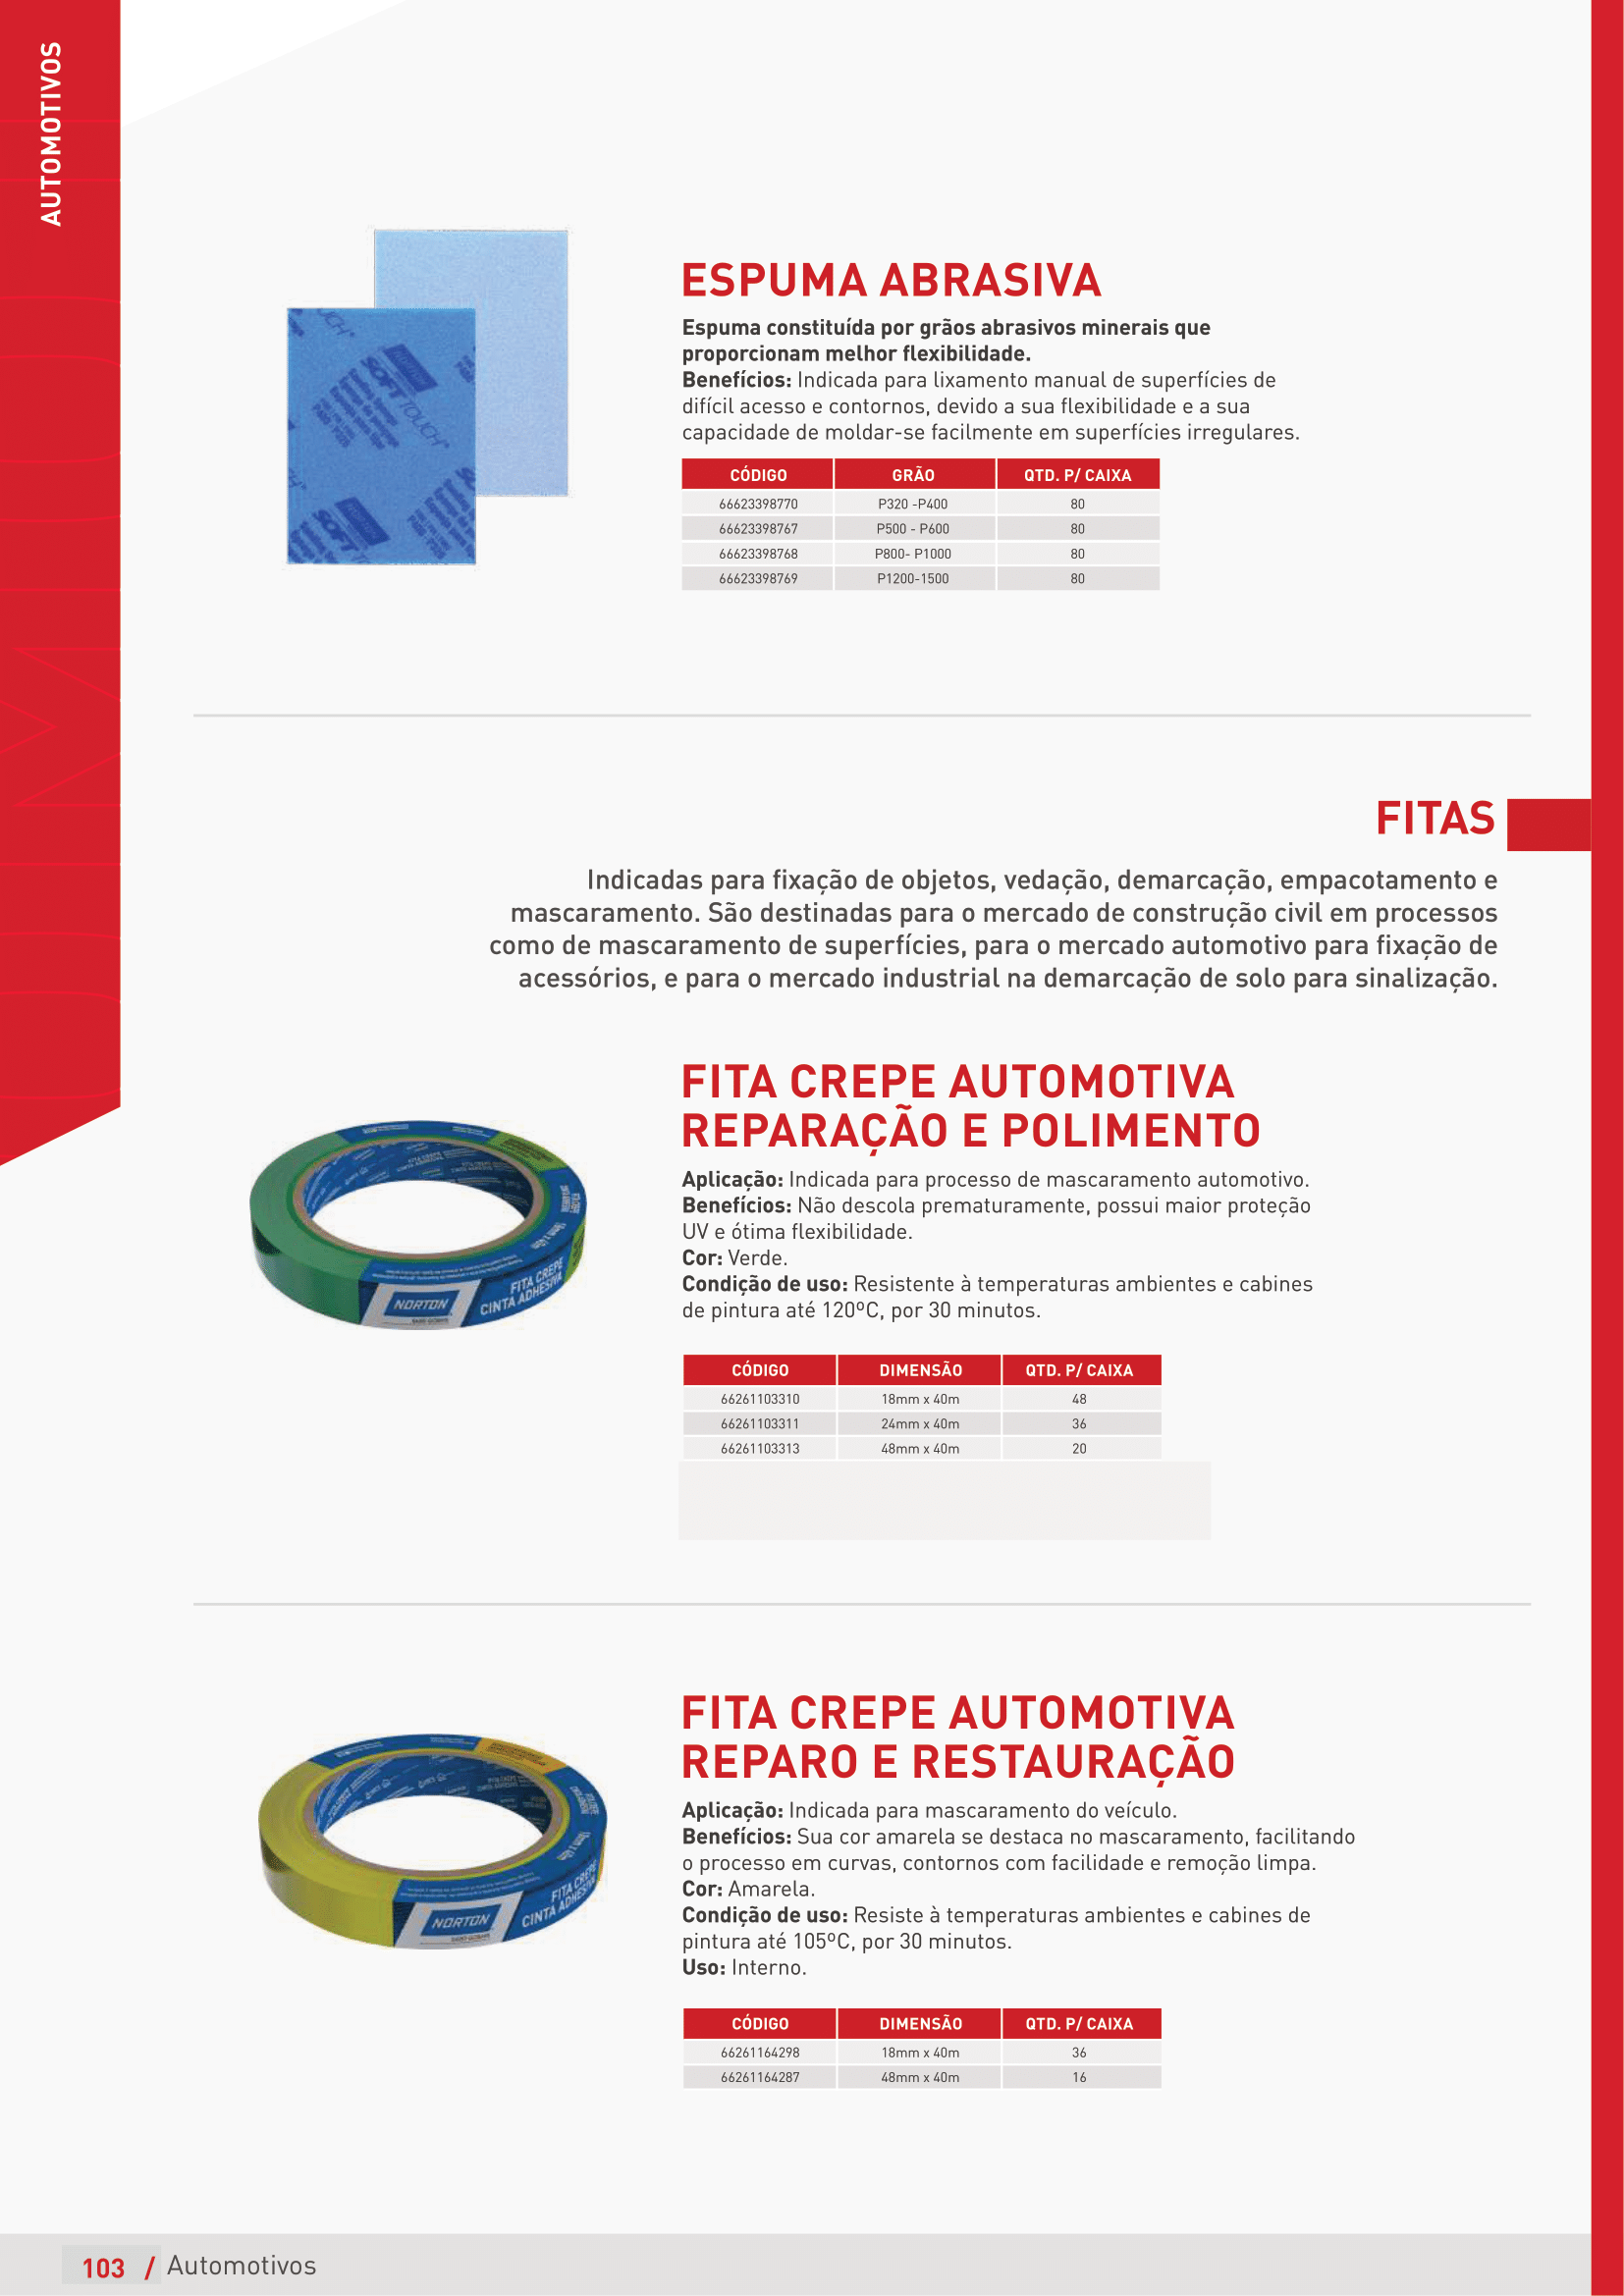 AUTOMOTIVOS
ESPUMA ABRASIVA
Espuma constituída por grãos abrasivos minerais que
proporcionam melhor flexibilidade.
Benefícios: Indicada para lixamento manual de superfícies de
difícil acesso e contornos, devido a sua flexibilidade e a sua
capacidade de moldar-se facilmente em superfícies irregulares.
CÓDIGO GRÃO QTD. P/ CAIXA
66623398770 P320 -P400 80
66623398767 P500 - P600 80
66623398768 P800- P1000 80
66623398769 P1200-1500 80
NORTON
SOFT TOUCH
SOFT
FITAS
Indicadas para fixação de objetos, vedação, demarcação, empacotamento e
mascaramento. São destinadas para o mercado de construção civil em processos
como de mascaramento de superfícies, para o mercado automotivo para fixação de
acessórios, e para o mercado industrial na demarcação de solo para sinalização.
FITA CREPE AUTOMOTIVA
REPARAÇÃO E POLIMENTO
Aplicação: Indicada para processo de mascaramento automotivo.
Benefícios: Não descola prematuramente, possui maior proteção
UV e ótima flexibilidade.
Cor: Verde.
Condição de uso: Resistente à temperaturas ambientes e cabines
de pintura até 120ºC, por 30 minutos.
NORTON
FITA CREPE
CINTA ADHESIVA
CÓDIGO DIMENSÃO QTD. P/ CAIXA
66261103310 18mm x 40m 48
66261103311 24mm x 40m 36
66261103313 48mm x 40m 20
FITA CREPE AUTOMOTIVA
REPARO E RESTAURAÇÃO
Aplicação: Indicada para mascaramento do veículo.
Benefícios: Sua cor amarela se destaca no mascaramento, facilitando
o processo em curvas, contornos com facilidade e remoção limpa.
Cor: Amarela.
Condição de uso: Resiste à temperaturas ambientes e cabines de
pintura até 105ºC, por 30 minutos.
Uso: Interno.
NORTON
FITA CREPE
CINTA ADHESIVA
CÓDIGO DIMENSÃO QTD. P/ CAIXA
66261164298 18mm x 40m 36
66261164287 48mm x 40m 16
103 / Automotivos